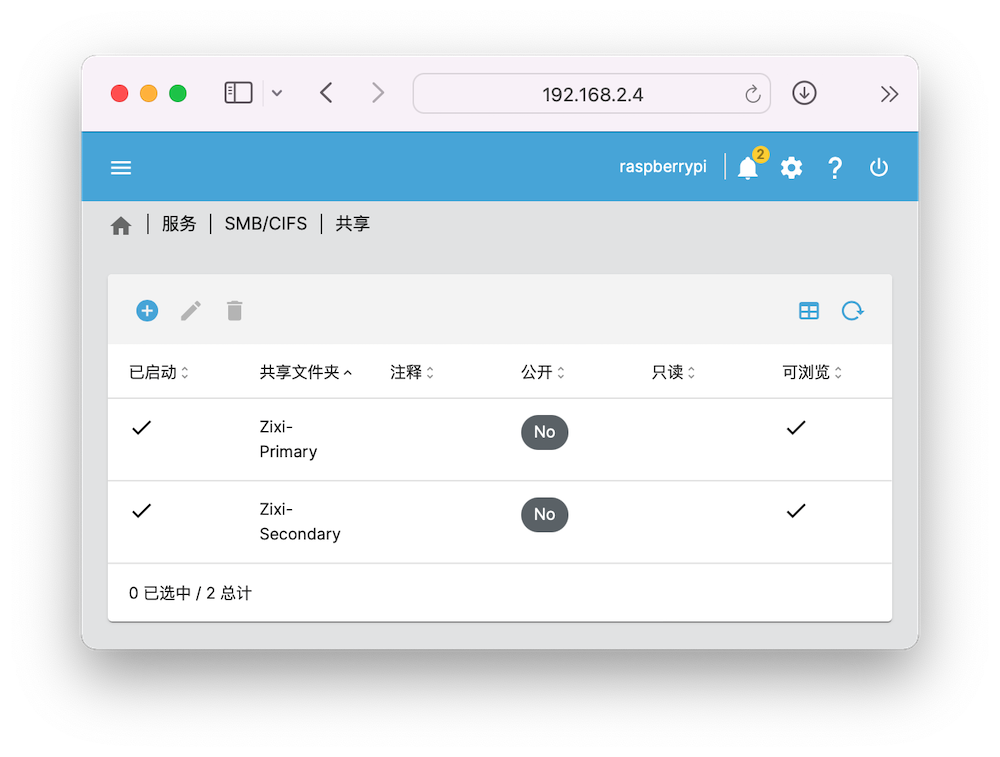 192.168.2.4
raspberrypi
2
服务 | SMB/CIFS | 共享
已启动 共享文件夹 注释 公开 只读 可浏览
Zixi-
Primary
No
Zixi-
Secondary
No
0 已选中 / 2 总计